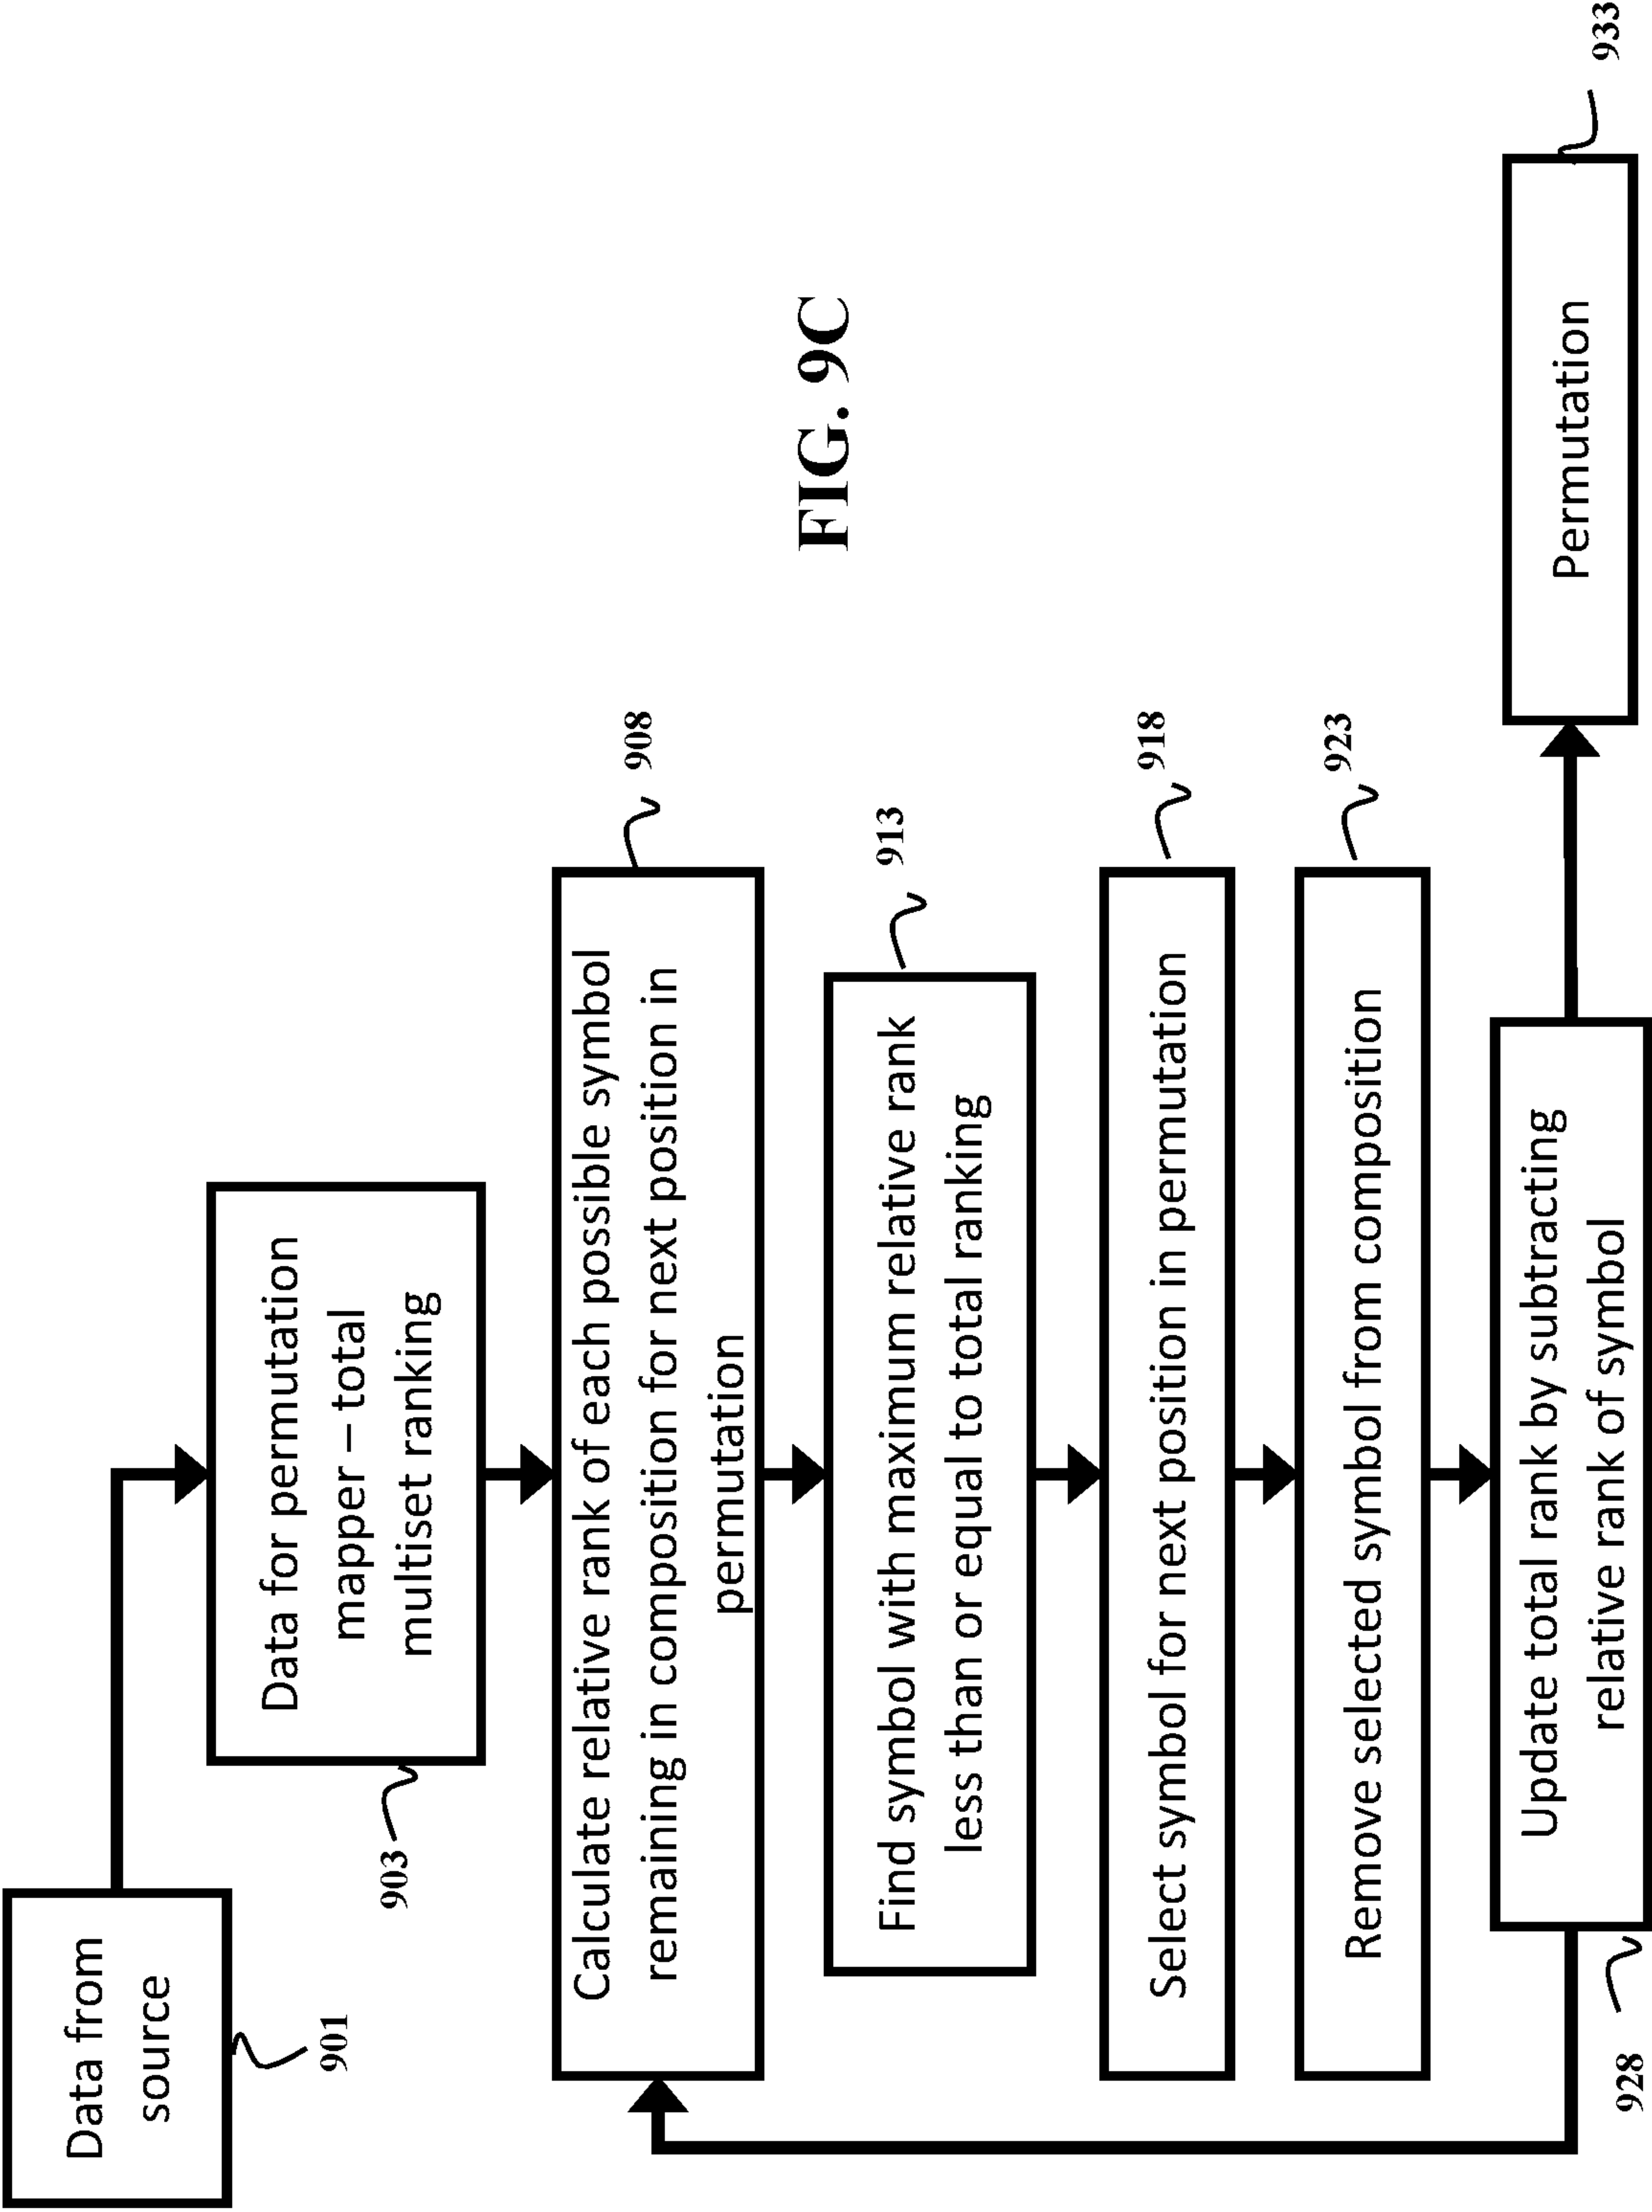 Data from
source
901
Data for permutation
mapper – total
multiset ranking
903
Calculate relative rank of each possible symbol
remaining in composition for next position in
permutation
908
Find symbol with maximum relative rank
less than or equal to total ranking
913
Select symbol for next position in permutation
918
Remove selected symbol from composition
923
Update total rank by subtracting
relative rank of symbol
928
Permutation
933
FIG. 9C